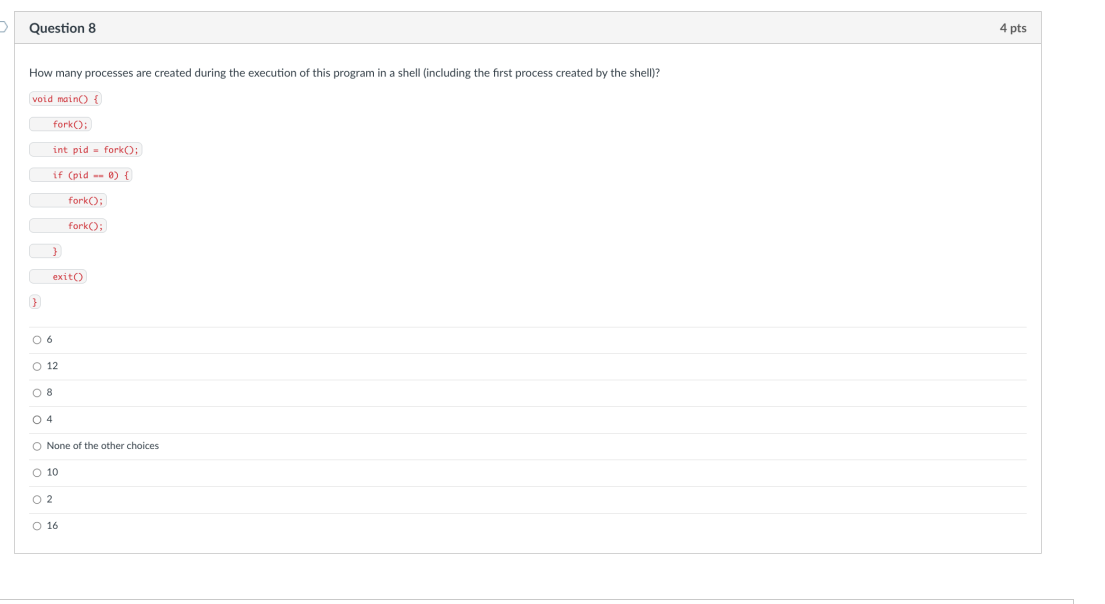 Question 8
4 pts
How many processes are created during the execution of this program in a shell (including the first process created by the shell)?
void main() {
fork();
int pid = fork();
if (pid == 0) {
fork();
fork();
}
exit()
}
6
12
8
4
None of the other choices
10
2
16